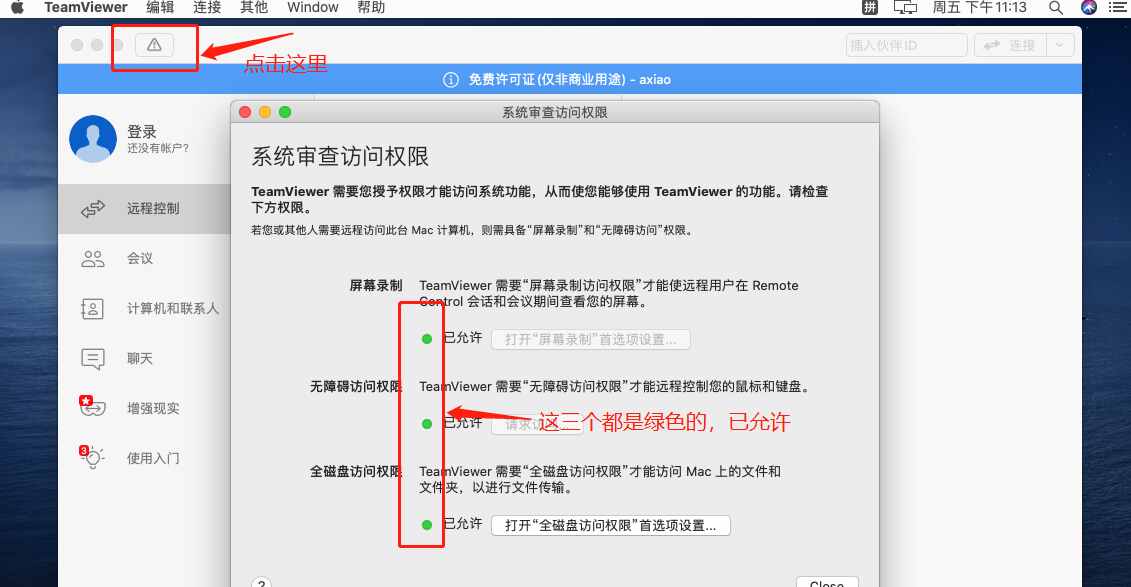 TeamViewer 编辑 连接 其他 Window 帮助 拼 周五 下午11:13
点击这里
插入伙伴ID 连接
免费许可证(仅非商业用途) - axiao
登录
还没有帐户?
远程控制
会议
计算机和联系人
聊天
增强现实
3
使用入门
系统审查访问权限
系统审查访问权限
TeamViewer 需要您授予权限才能访问系统功能，从而使您能够使用 TeamViewer 的功能。请检查
下方权限。
若您或其他人需要远程访问此台 Mac 计算机，则需具备“屏幕录制”和“无障碍访问”权限。
屏幕录制 TeamViewer 需要“屏幕录制访问权限”才能使远程用户在 Remote
Control 会话和会议期间查看您的屏幕。
已允许 打开“屏幕录制”首选项设置...
无障碍访问权限 TeamViewer 需要“无障碍访问权限”才能远程控制您的鼠标和键盘。
已允许 请求访
这三个都是绿色的，已允许
全磁盘访问权限 TeamViewer 需要“全磁盘访问权限”才能访问 Mac 上的文件和
文件夹，以进行文件传输。
已允许 打开“全磁盘访问权限”首选项设置...
? Close